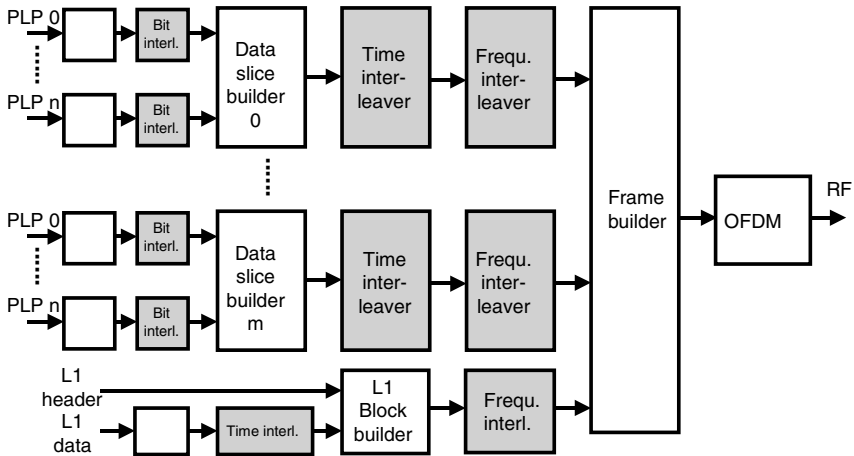 PLP 0
Bit
interl.
PLP n
Bit
interl.
Data
slice
builder
0
Time
inter-
leaver
Frequ.
inter-
leaver
PLP 0
Bit
interl.
PLP n
Bit
interl.
Data
slice
builder
m
Time
inter-
leaver
Frequ.
inter-
leaver
L1
header
L1
data
Time interl.
L1
Block
builder
Frequ.
interl.
Frame
builder
OFDM
RF